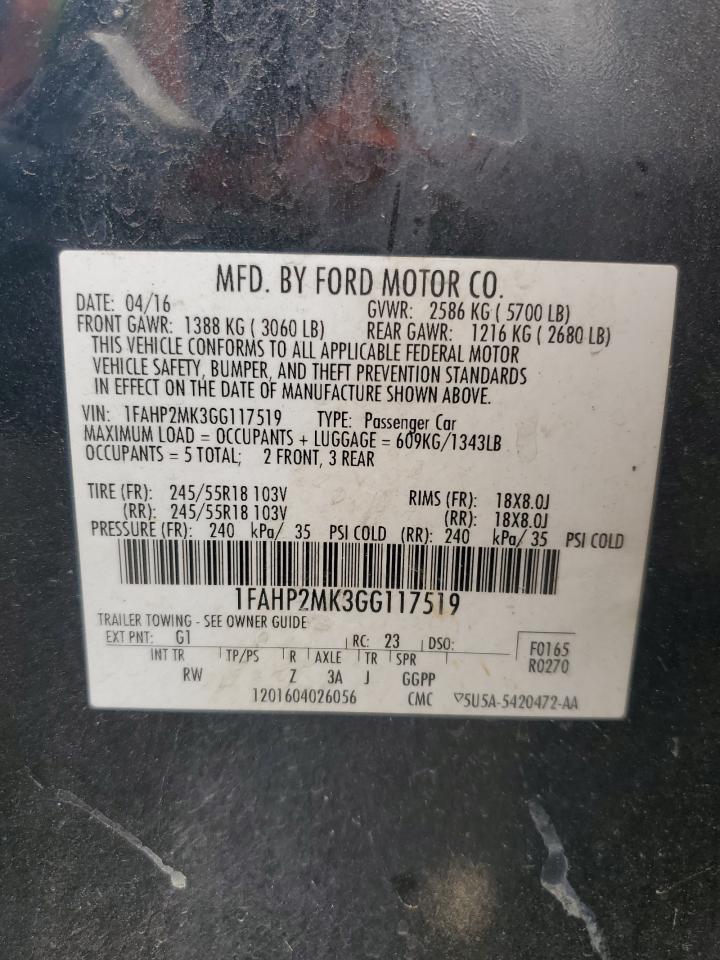 MFD. BY FORD MOTOR CO.
DATE: 04/16 GVWR: 2586 KG ( 5700 LB)
FRONT GAWR: 1388 KG ( 3060 LB) REAR GAWR: 1216 KG ( 2680 LB)
THIS VEHICLE CONFORMS TO ALL APPLICABLE FEDERAL MOTOR
VEHICLE SAFETY, BUMPER, AND THEFT PREVENTION STANDARDS
IN EFFECT ON THE DATE OF MANUFACTURE SHOWN ABOVE.
VIN: 1FAHP2MK3GG117519 TYPE: Passenger Car
MAXIMUM LOAD = OCCUPANTS + LUGGAGE = 609KG/1343LB
OCCUPANTS = 5 TOTAL; 2 FRONT, 3 REAR
TIRE (FR): 245/55R18 103V RIMS (FR): 18X8.0J
(RR): 245/55R18 103V (RR): 18X8.0J
PRESSURE (FR): 240 kPa/ 35 PSI COLD (RR): 240 kPa/ 35 PSI COLD
1FAHP2MK3GG117519
TRAILER TOWING - SEE OWNER GUIDE
EXT PNT: G1 RC: 23 DSO: F0165
INT TR TP/PS R AXLE TR SPR R0270
RW Z 3A J GGPP
1201604026056 CMC ▽5U5A-5420472-AA